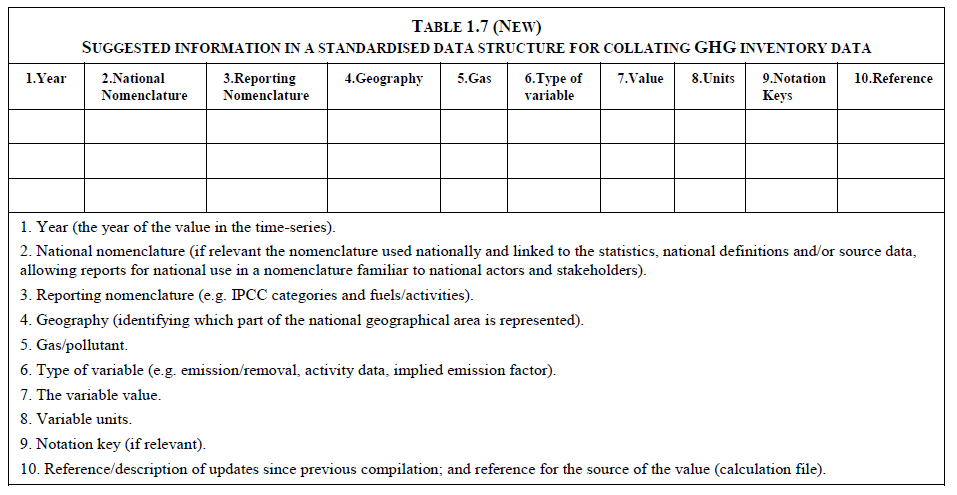 TABLE 1.7 (NEW)
SUGGESTED INFORMATION IN A STANDARDISED DATA STRUCTURE FOR COLLATING GHG INVENTORY DATA
1.Year 2.National Nomenclature 3.Reporting Nomenclature 4.Geography 5.Gas 6.Type of variable 7.Value 8.Units 9.Notation Keys 10.Reference
1. Year (the year of the value in the time-series).
2. National nomenclature (if relevant the nomenclature used nationally and linked to the statistics, national definitions and/or source data,
allowing reports for national use in a nomenclature familiar to national actors and stakeholders).
3. Reporting nomenclature (e.g. IPCC categories and fuels/activities).
4. Geography (identifying which part of the national geographical area is represented).
5. Gas/pollutant.
6. Type of variable (e.g. emission/removal, activity data, implied emission factor).
7. The variable value.
8. Variable units.
9. Notation key (if relevant).
10. Reference/description of updates since previous compilation; and reference for the source of the value (calculation file).